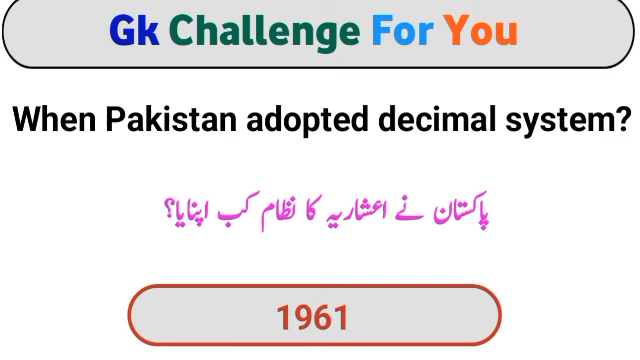 Gk Challenge For You
When Pakistan adopted decimal system?
پاکستان نے اعشاریہ کا نظام کب اپنایا؟
1961